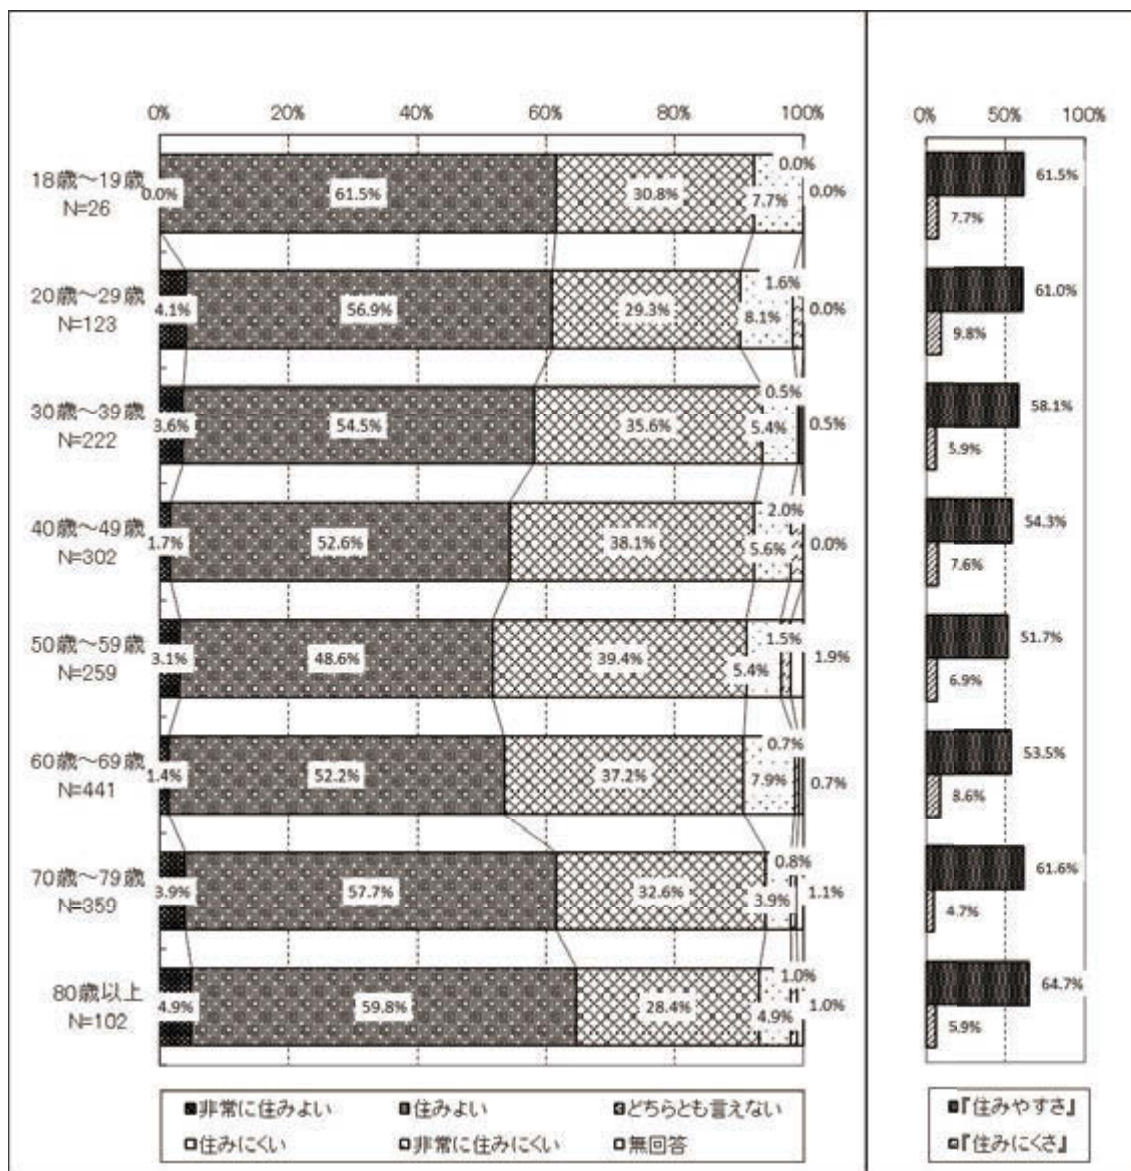 0% 20% 40% 60% 80% 100%
0% 50% 100%
18歳～19歳
N=26
0.0% 61.5% 30.8% 7.7% 0.0% 0.0%
61.5%
7.7%
20歳～29歳
N=123
4.1% 56.9% 29.3% 8.1% 1.6% 0.0%
61.0%
9.8%
30歳～39歳
N=222
3.6% 54.5% 35.6% 5.4% 0.5% 0.5%
58.1%
5.9%
40歳～49歳
N=302
1.7% 52.6% 38.1% 5.6% 2.0% 0.0%
54.3%
7.6%
50歳～59歳
N=259
3.1% 48.6% 39.4% 5.4% 1.5% 1.9%
51.7%
6.9%
60歳～69歳
N=441
1.4% 52.2% 37.2% 7.9% 0.7% 0.7%
53.5%
8.6%
70歳～79歳
N=359
3.9% 57.7% 32.6% 3.9% 0.8% 1.1%
61.6%
4.7%
80歳以上
N=102
4.9% 59.8% 28.4% 4.9% 1.0% 1.0%
64.7%
5.9%
非常に住みよい 住みよい どちらとも言えない
住みにくい 非常に住みにくい 無回答
『住みやすさ』
『住みにくさ』